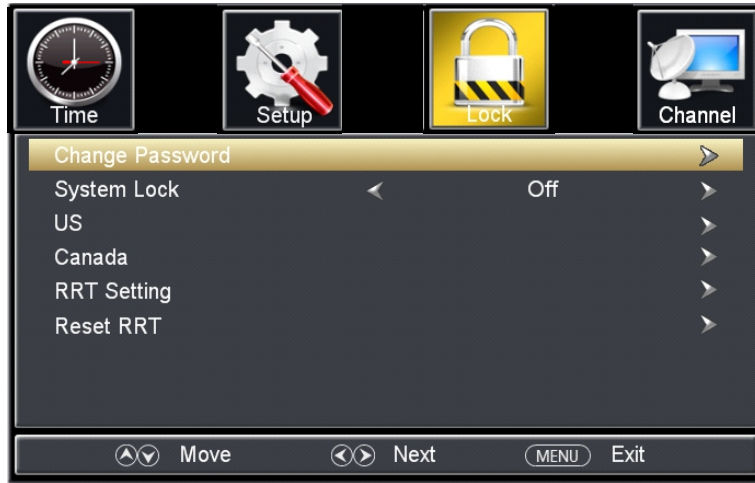 Time Setup Lock Channel
Change Password
System Lock Off
US
Canada
RRT Setting
Reset RRT
Move Next MENU Exit